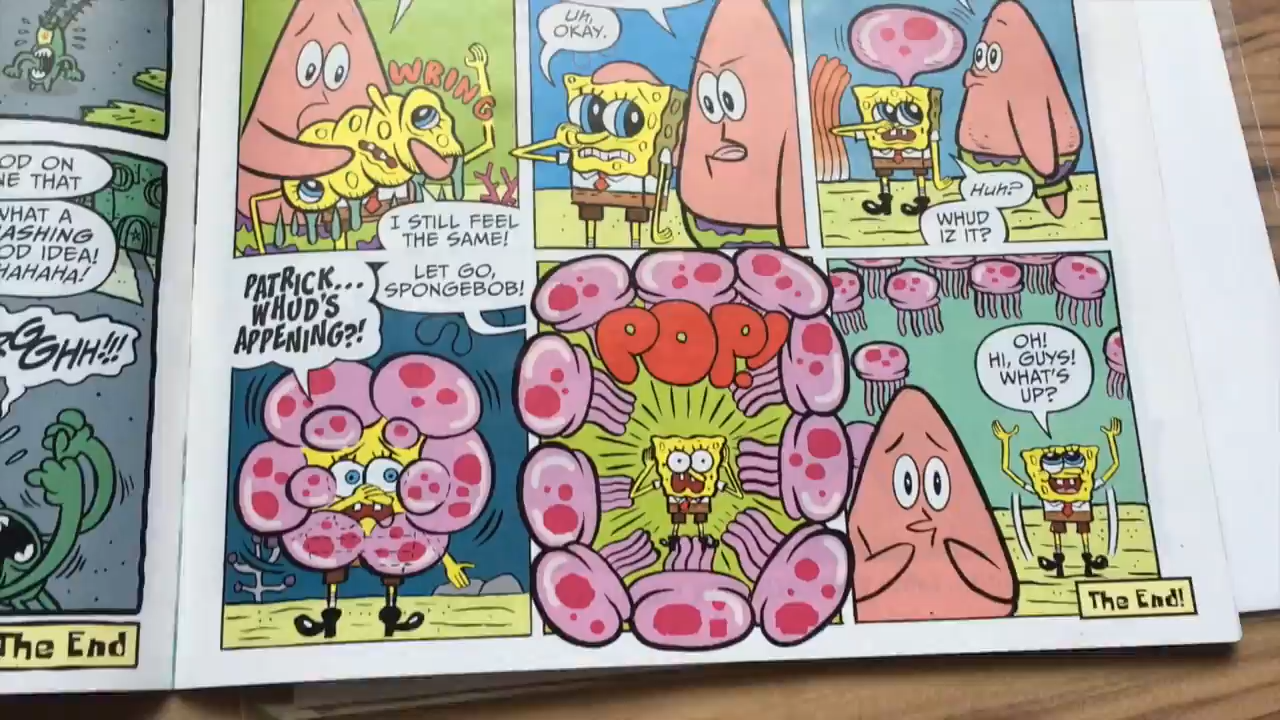 OD ON
NE THAT
WHAT A
ASHING
OD IDEA!
HAHAHA!
GGHH!!!
The End
WRING
I STILL FEEL
THE SAME!
LET GO,
SPONGEBOB!
Uh,
OKAY.
Huh?
WHUD
IZ IT?
PATRICK...
WHUD'S
APPENING?!
POP!
OH!
HI, GUYS!
WHAT'S
UP?
The End!